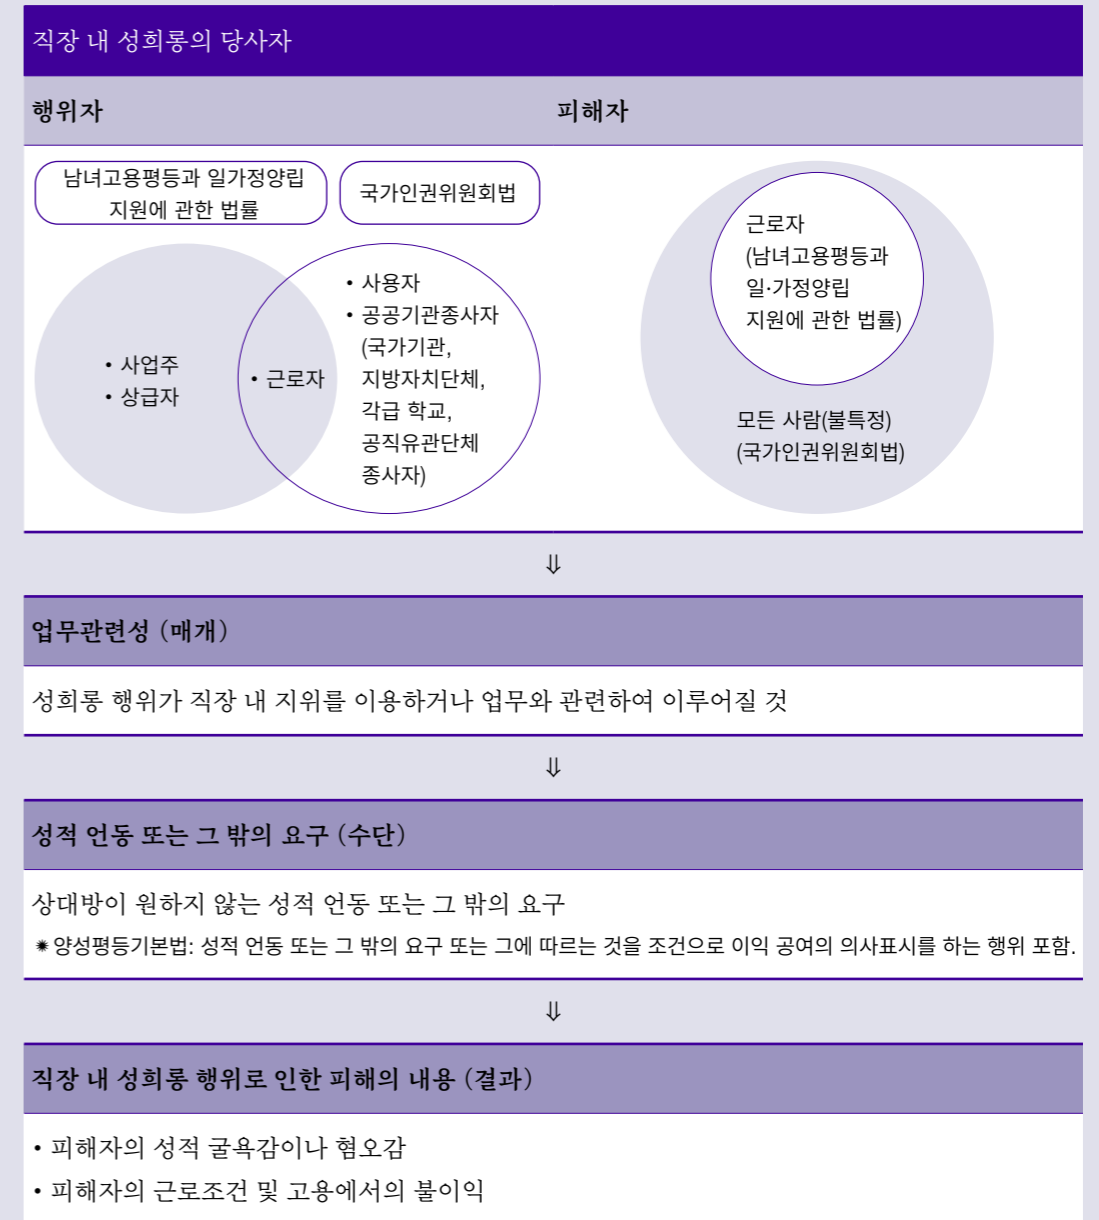 직장 내 성희롱의 당사자
행위자
피해자
남녀고용평등과 일가정양립
지원에 관한 법률
국가인권위원회법
• 사업주
• 상급자
• 근로자
• 사용자
• 공공기관종사자
(국가기관,
지방자치단체,
각급 학교,
공직유관단체
종사자)
근로자
(남녀고용평등과
일·가정양립
지원에 관한 법률)
모든 사람(불특정)
(국가인권위원회법)
⇓
업무관련성 (매개)
성희롱 행위가 직장 내 지위를 이용하거나 업무와 관련하여 이루어질 것
⇓
성적 언동 또는 그 밖의 요구 (수단)
상대방이 원하지 않는 성적 언동 또는 그 밖의 요구
✹ 양성평등기본법: 성적 언동 또는 그 밖의 요구 또는 그에 따르는 것을 조건으로 이익 공여의 의사표시를 하는 행위 포함.
⇓
직장 내 성희롱 행위로 인한 피해의 내용 (결과)
• 피해자의 성적 굴욕감이나 혐오감
• 피해자의 근로조건 및 고용에서의 불이익